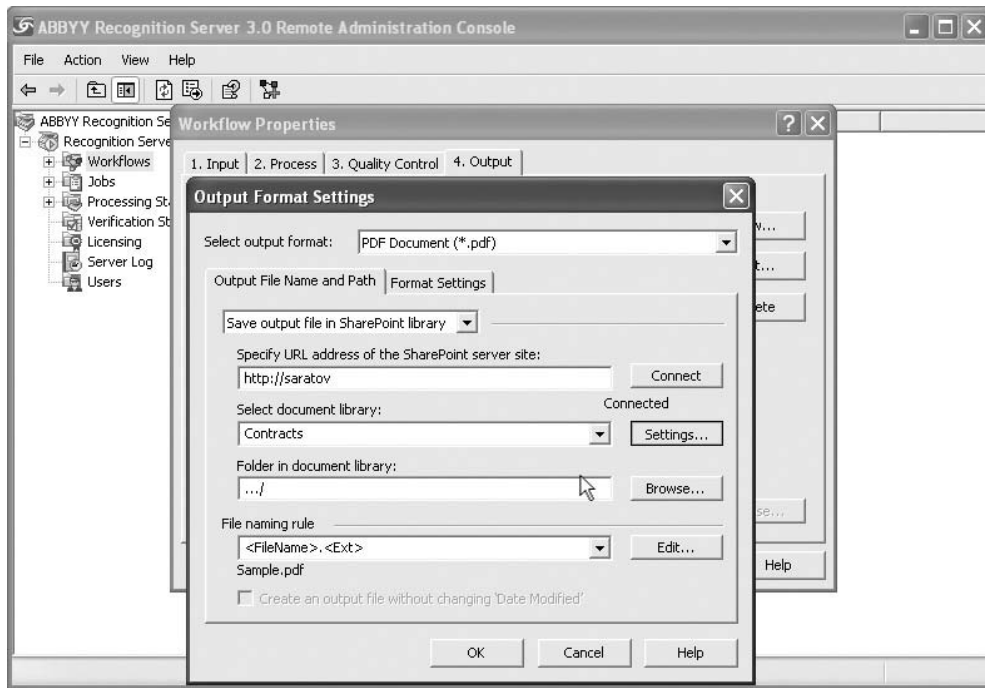 ABBYY Recognition Server 3.0 Remote Administration Console
File Action View Help
ABBYY Recognition Se
Recognition Serve
Workflows
Jobs
Processing St
Verification St
Licensing
Server Log
Users
Workflow Properties
1. Input 2. Process 3. Quality Control 4. Output
w...
t...
ete
se...
Help
Output Format Settings
Select output format: PDF Document (*.pdf)
Output File Name and Path Format Settings
Save output file in SharePoint library
Specify URL address of the SharePoint server site:
http://saratov Connect
Connected
Select document library:
Contracts Settings...
Folder in document library:
.../ Browse...
File naming rule
<FileName>.<Ext> Edit...
Sample.pdf
Create an output file without changing 'Date Modified'
OK Cancel Help